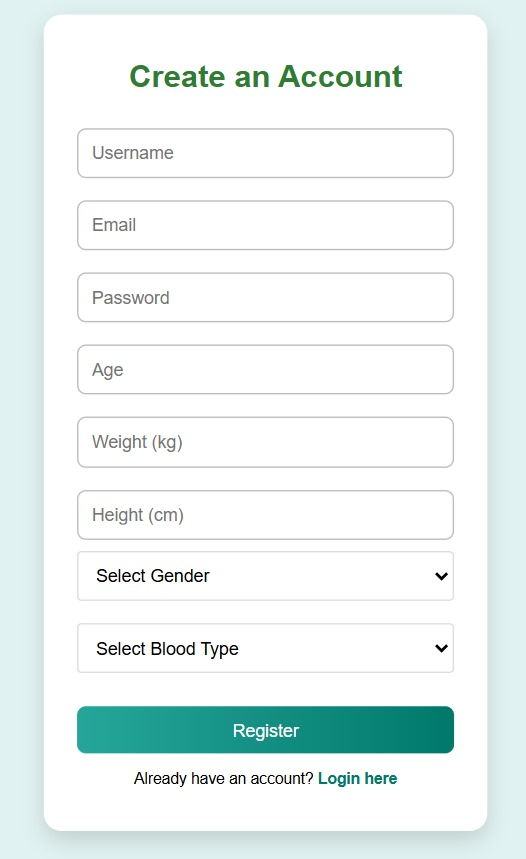 Create an Account
Username
Email
Password
Age
Weight (kg)
Height (cm)
Select Gender
Select Blood Type
Register
Already have an account? Login here